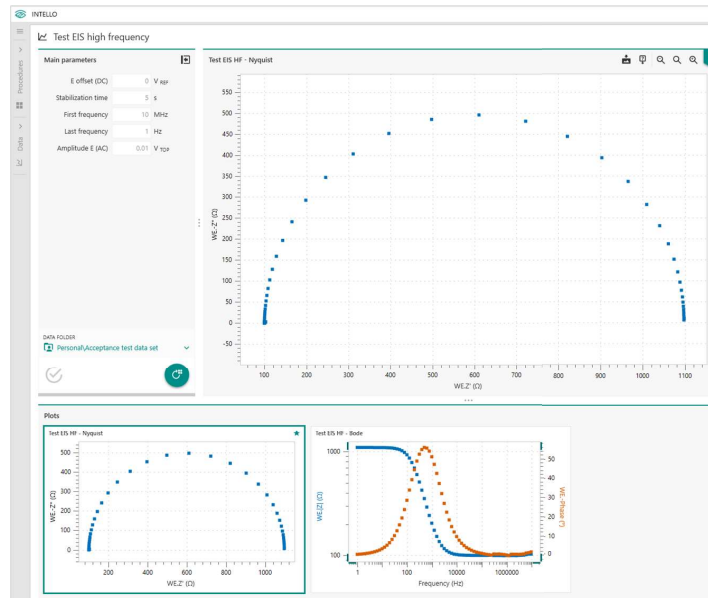 INTELLO
Test EIS high frequency
Procedures
Data
Main parameters
E offset (DC) 0 V REF
Stabilization time 5 s
First frequency 10 MHz
Last frequency 1 Hz
Amplitude E (AC) 0.01 V TOP
DATA FOLDER
Personal\Acceptance test data set
Test EIS HF - Nyquist
550
500
450
400
350
300
250
200
150
100
50
0
-50
WE.-Z" (Ω)
100 200 300 400 500 600 700 800 900 1000 1100
WE.Z' (Ω)
Plots
Test EIS HF - Nyquist
500
400
300
200
100
0
WE.-Z" (Ω)
200 400 600 800 1000
WE.Z' (Ω)
Test EIS HF - Bode
1000
100
WE.|Z| (Ω)
50
40
30
20
10
0
WE.-Phase (°)
1 100 10000 1000000
Frequency (Hz)